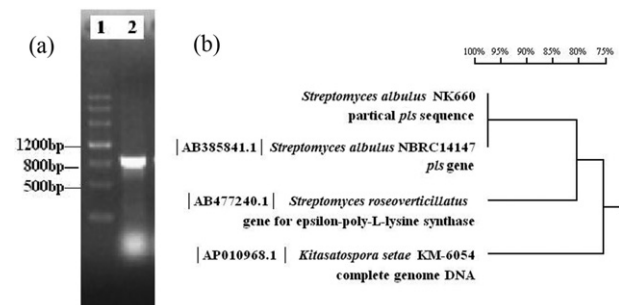 (a)
1 2
1200bp
800bp
500bp
(b)
100% 95% 90% 85% 80% 75%
Streptomyces albulus NK660
partical pls sequence
|AB385841.1| Streptomyces albulus NBRC14147
pls gene
|AB477240.1| Streptomyces roseoverticillatus
gene for epsilon-poly-L-lysine synthase
|AP010968.1| Kitasatospora setae KM-6054
complete genome DNA